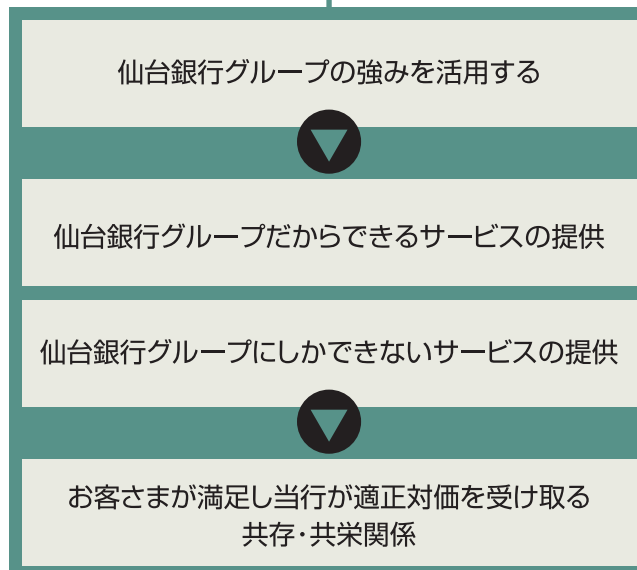 仙台銀行グループの強みを活用する
仙台銀行グループだからできるサービスの提供
仙台銀行グループにしかできないサービスの提供
お客さまが満足し当行が適正対価を受け取る
共存・共栄関係